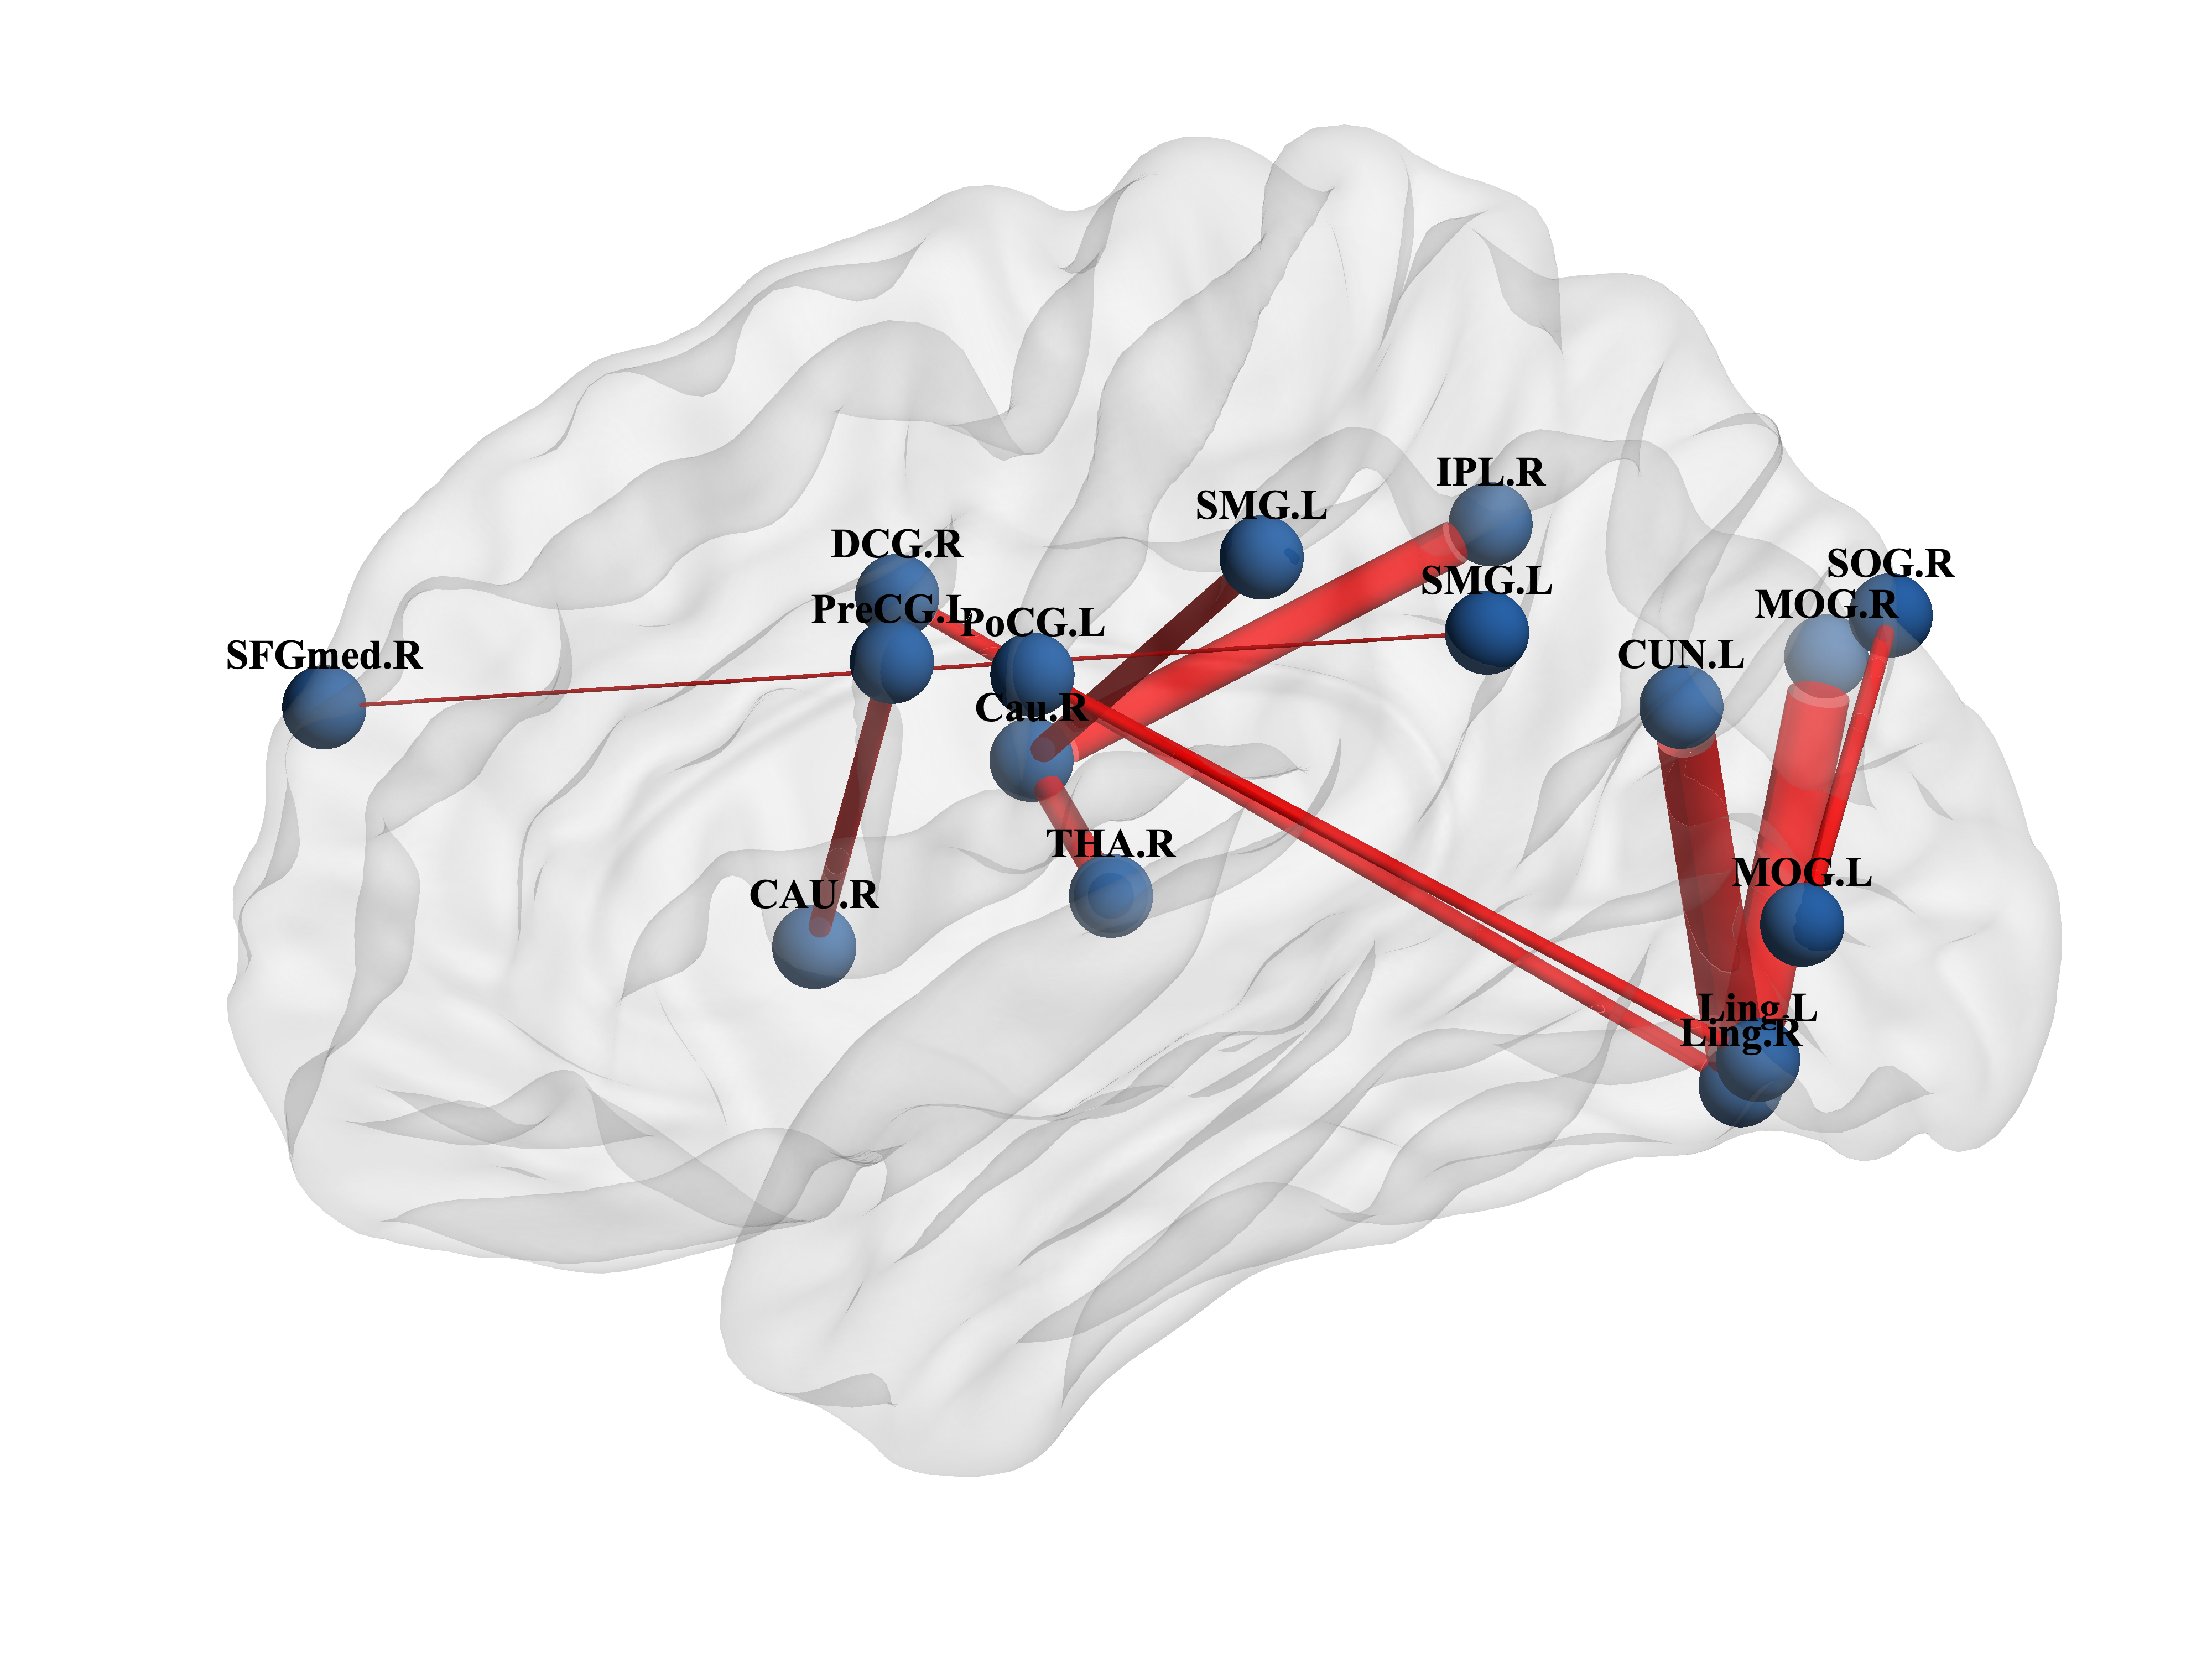 IPL.R
SMG.L
DCG.R
SOG.R
SMG.L
MOG.R
PreCG.L
PoCG.L
SFGmed.R
CUN.L
Cau.R
THA.R
MOG.L
CAU.R
Ling.L
Ling.R